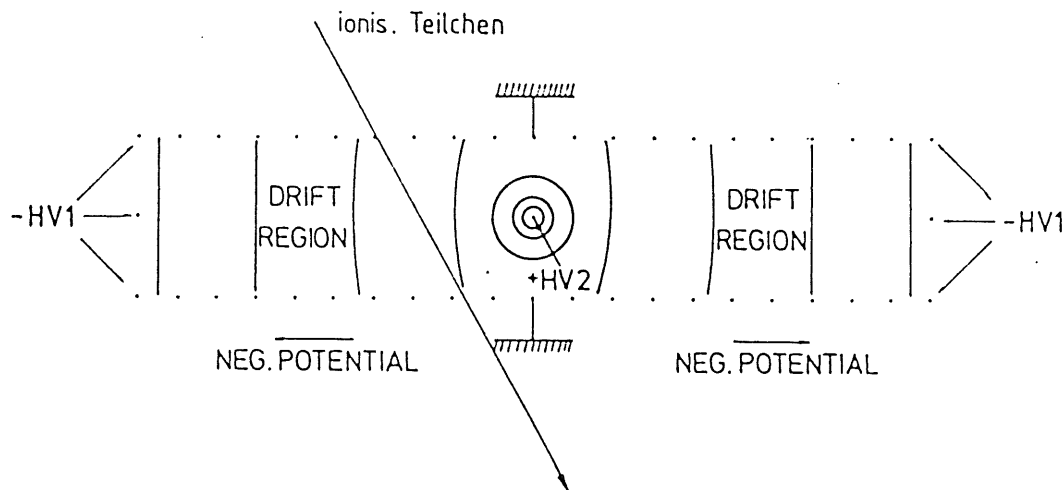 ionis. Teilchen
-HV1
DRIFT
REGION
+HV2
DRIFT
REGION
-HV1
NEG. POTENTIAL
NEG. POTENTIAL